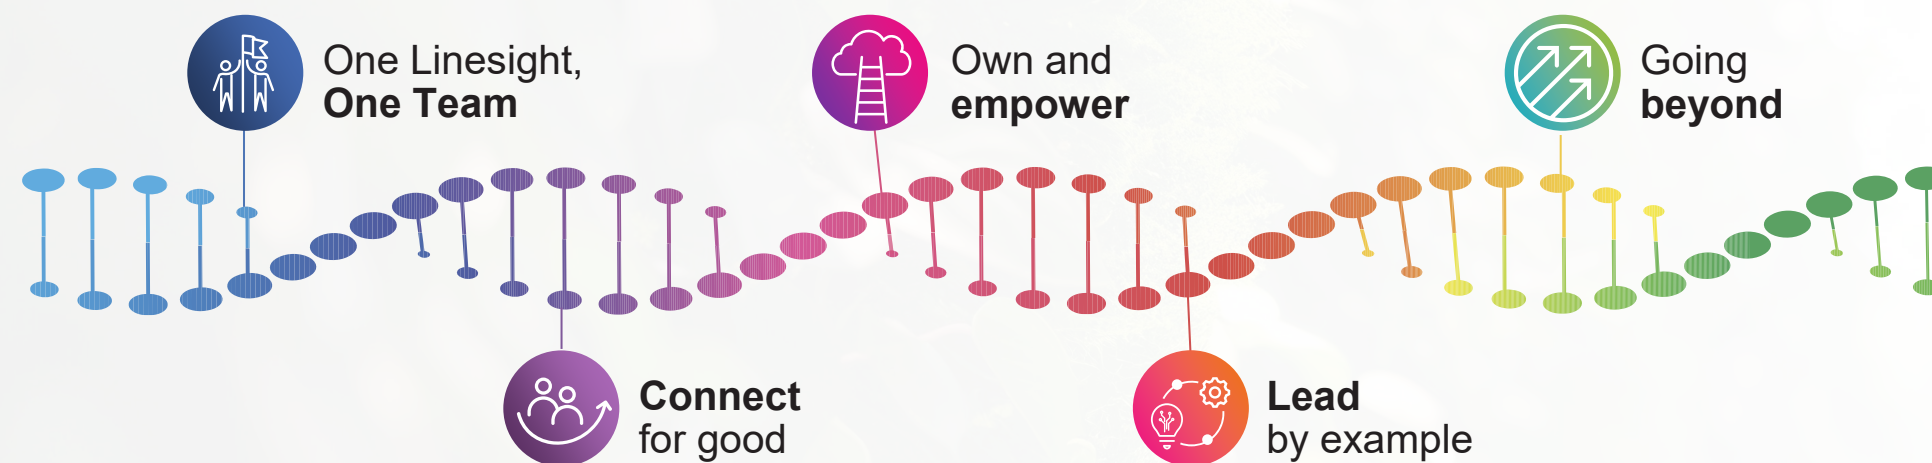 One Linesight,
One Team
Connect
for good
Own and
empower
Lead
by example
Going
beyond